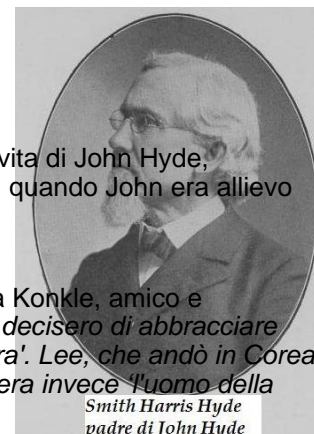 vita di John Hyde,
quando John era allievo
a Konkle, amico e
decisero di abbracciare
ra'. Lee, che andò in Corea
era invece 'l'uomo della
Smith Harris Hyde
padre di John Hyde